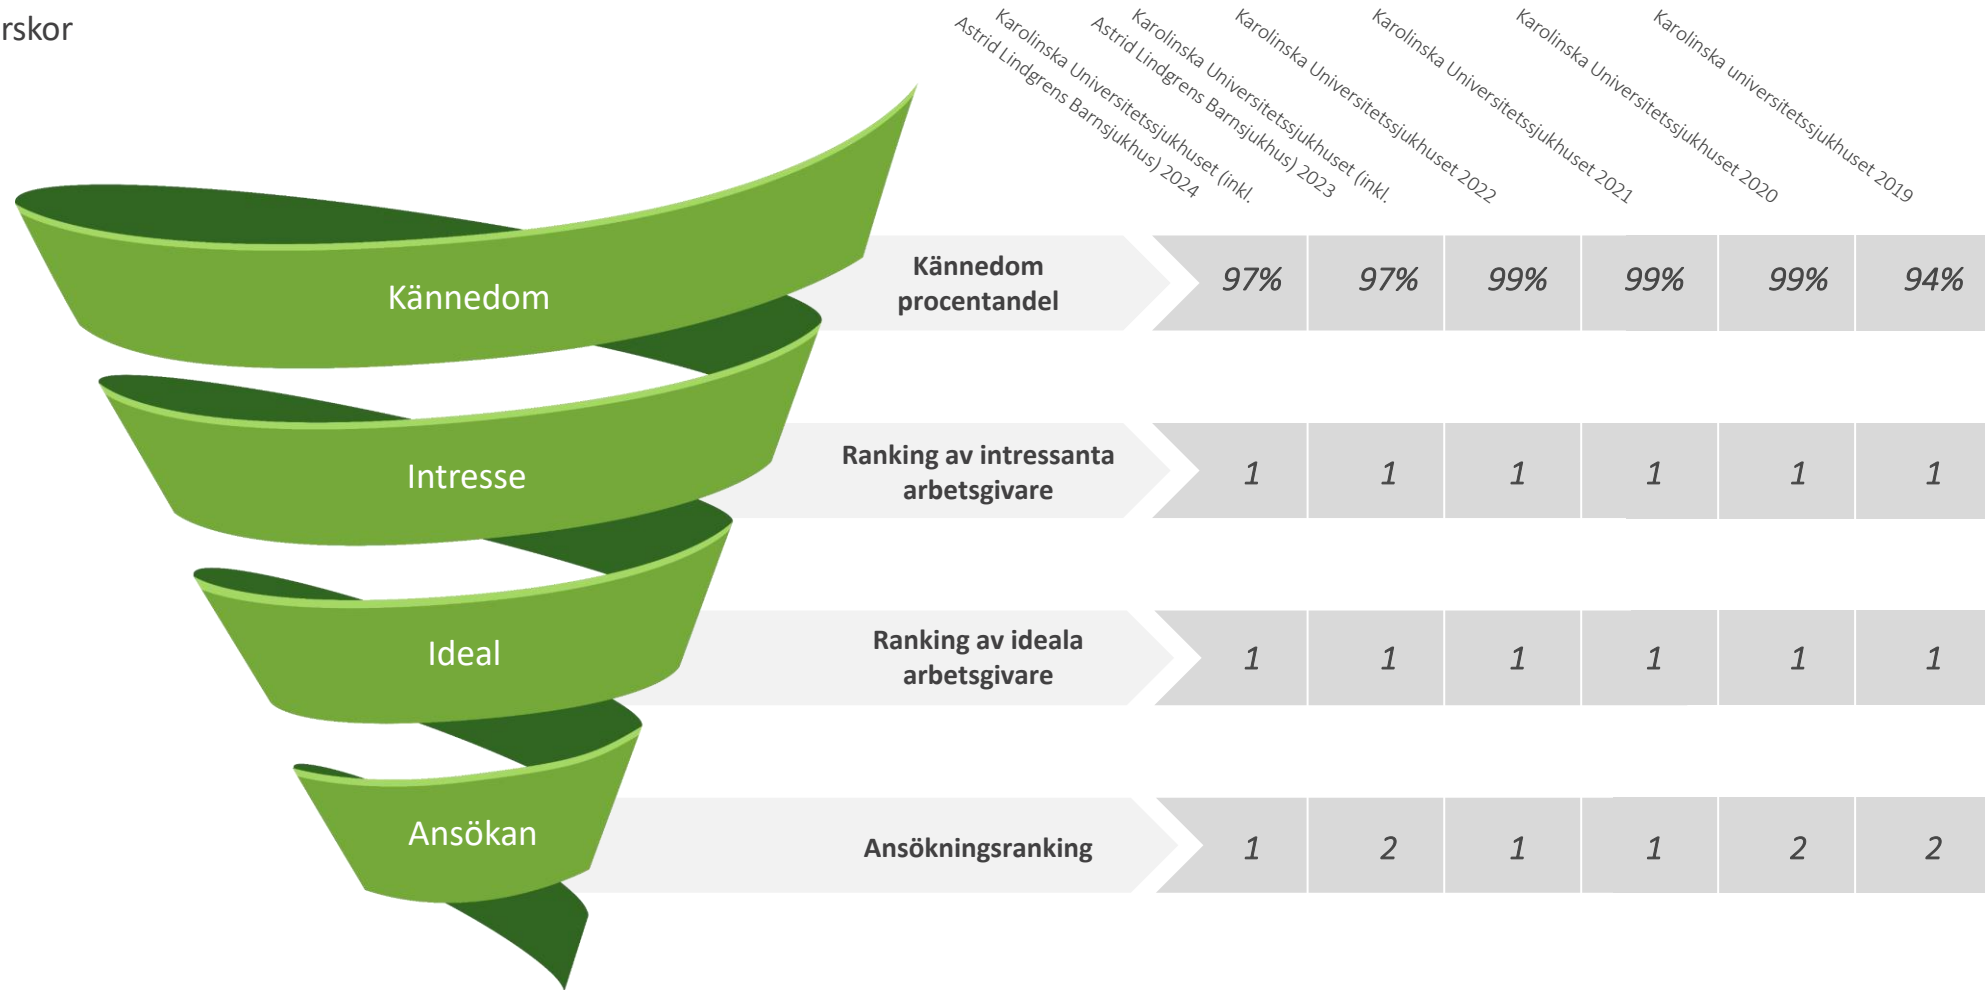 rskor
Karolinska Universitetssjukhuset (inkl.
Astrid Lindgrens Barnsjukhus) 2024
Karolinska Universitetssjukhuset (inkl.
Astrid Lindgrens Barnsjukhus) 2023
Karolinska Universitetssjukhuset 2022
Karolinska Universitetssjukhuset 2021
Karolinska Universitetssjukhuset 2020
Karolinska universitetssjukhuset 2019
Kännedom
Kännedom
procentandel
97% 97% 99% 99% 99% 94%
Intresse
Ranking av intressanta
arbetsgivare
1 1 1 1 1 1
Ideal
Ranking av ideala
arbetsgivare
1 1 1 1 1 1
Ansökan
Ansökningsranking
1 2 1 1 2 2